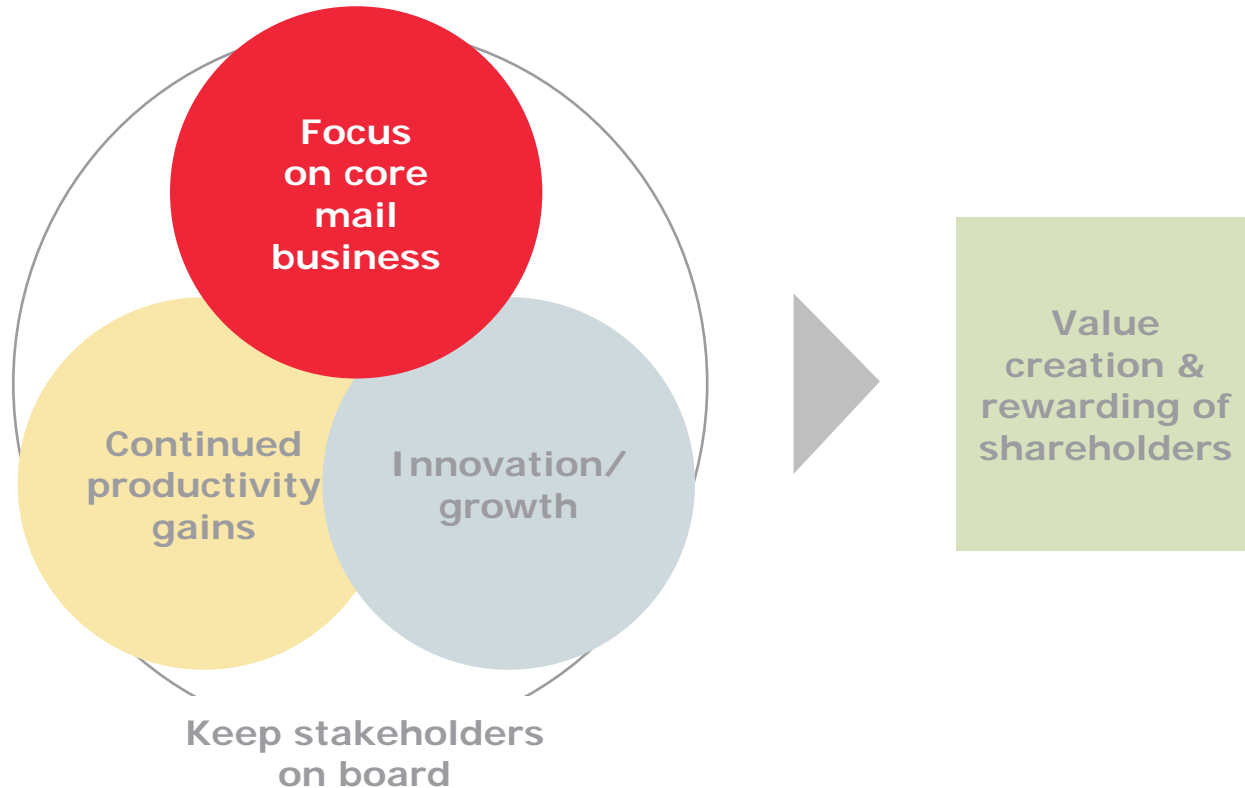 Focus
on core
mail
business
Continued
productivity
gains
Innovation/
growth
Keep stakeholders
on board
Value
creation &
rewarding of
shareholders